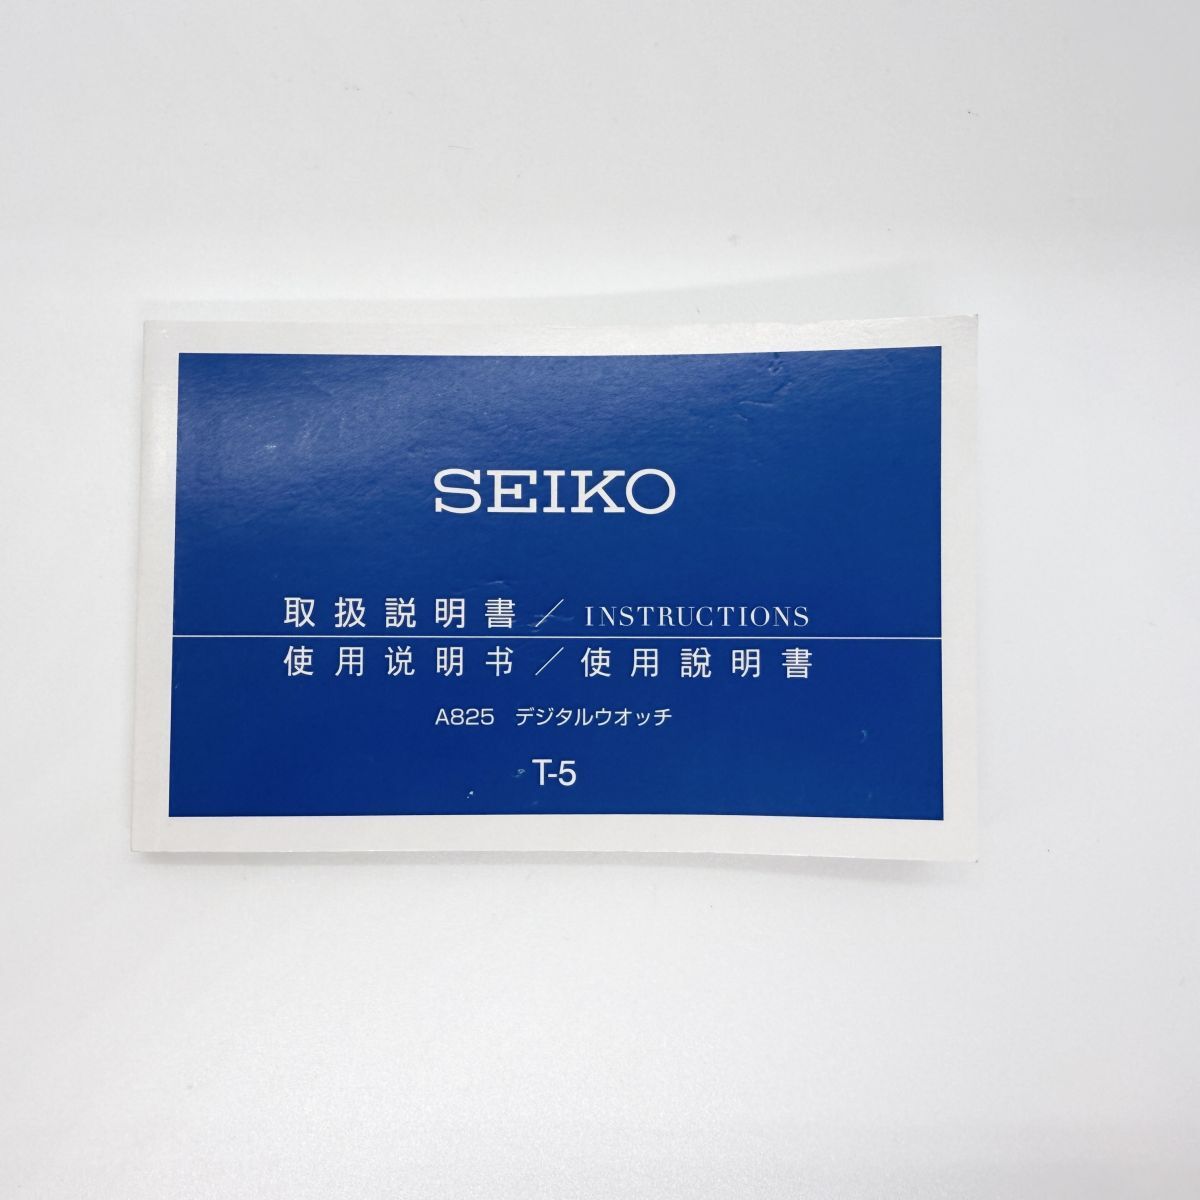 SEIKO
取扱説明書／INSTRUCTIONS
使用说明书／使用說明書
A825 デジタルウオッチ
T-5